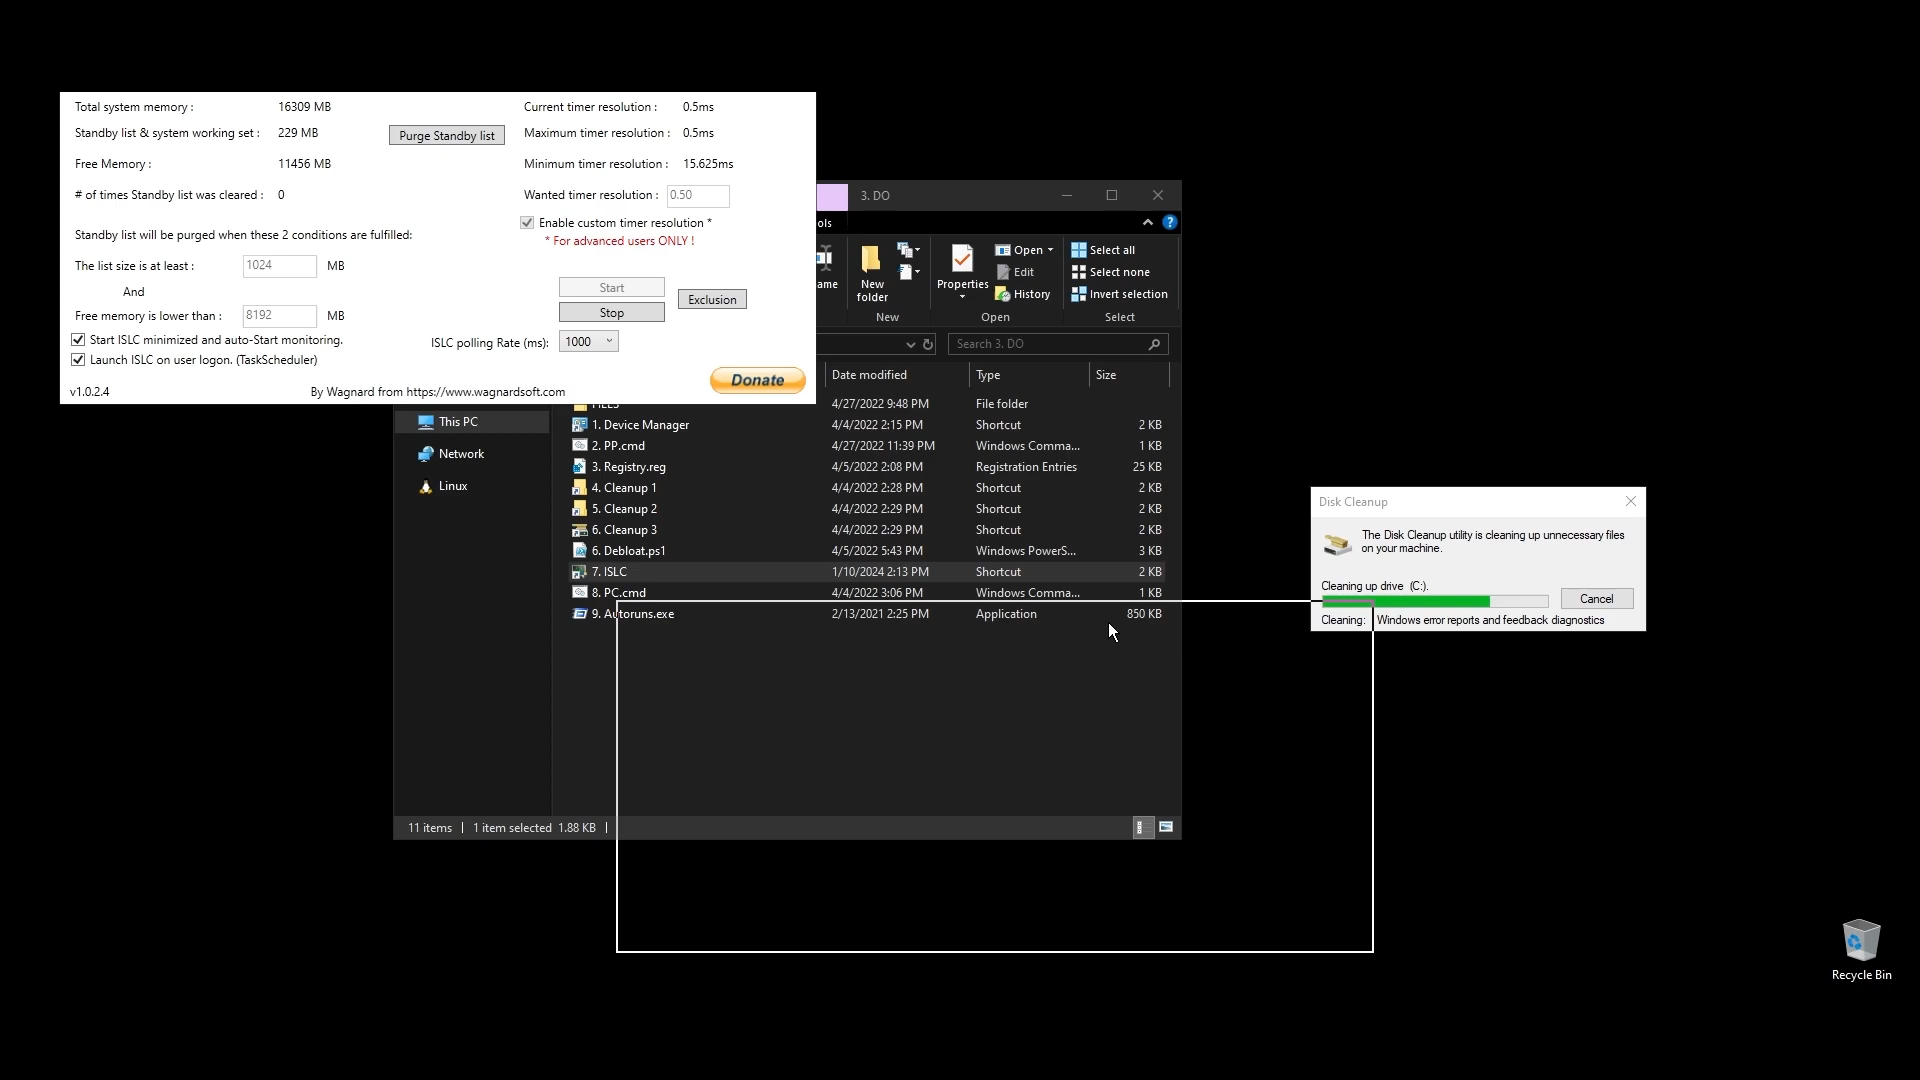 Total system memory : 16309 MB
Standby list & system working set : 229 MB
Purge Standby list
Free Memory : 11456 MB
# of times Standby list was cleared : 0
Standby list will be purged when these 2 conditions are fulfilled:
The list size is at least : 1024 MB
And
Free memory is lower than : 8192 MB
Start ISLC minimized and auto-Start monitoring.
Launch ISLC on user logon. (TaskScheduler)
v1.0.2.4
By Wagnard from https://www.wagnardsoft.com
Current timer resolution : 0.5ms
Maximum timer resolution : 0.5ms
Minimum timer resolution : 15.625ms
Wanted timer resolution : 0.50
Enable custom timer resolution *
* For advanced users ONLY !
Start
Stop
Exclusion
ISLC polling Rate (ms): 1000
Donate
3. DO
ols
ame
New folder
New
Properties
Open
Edit
History
Open
Select all
Select none
Invert selection
Select
Search 3. DO
Date modified Type Size
This PC
Network
Linux
4/27/2022 9:48 PM File folder
1. Device Manager 4/4/2022 2:15 PM Shortcut 2 KB
2. PP.cmd 4/27/2022 11:39 PM Windows Comma... 1 KB
3. Registry.reg 4/5/2022 2:08 PM Registration Entries 25 KB
4. Cleanup 1 4/4/2022 2:28 PM Shortcut 2 KB
5. Cleanup 2 4/4/2022 2:29 PM Shortcut 2 KB
6. Cleanup 3 4/4/2022 2:29 PM Shortcut 2 KB
6. Debloat.ps1 4/5/2022 5:43 PM Windows PowerS... 3 KB
7. ISLC 1/10/2024 2:13 PM Shortcut 2 KB
8. PC.cmd 4/4/2022 3:06 PM Windows Comma... 1 KB
9. Autoruns.exe 2/13/2021 2:25 PM Application 850 KB
11 items 1 item selected 1.88 KB
Disk Cleanup
The Disk Cleanup utility is cleaning up unnecessary files
on your machine.
Cleaning up drive (C:).
Cancel
Cleaning: Windows error reports and feedback diagnostics
Recycle Bin